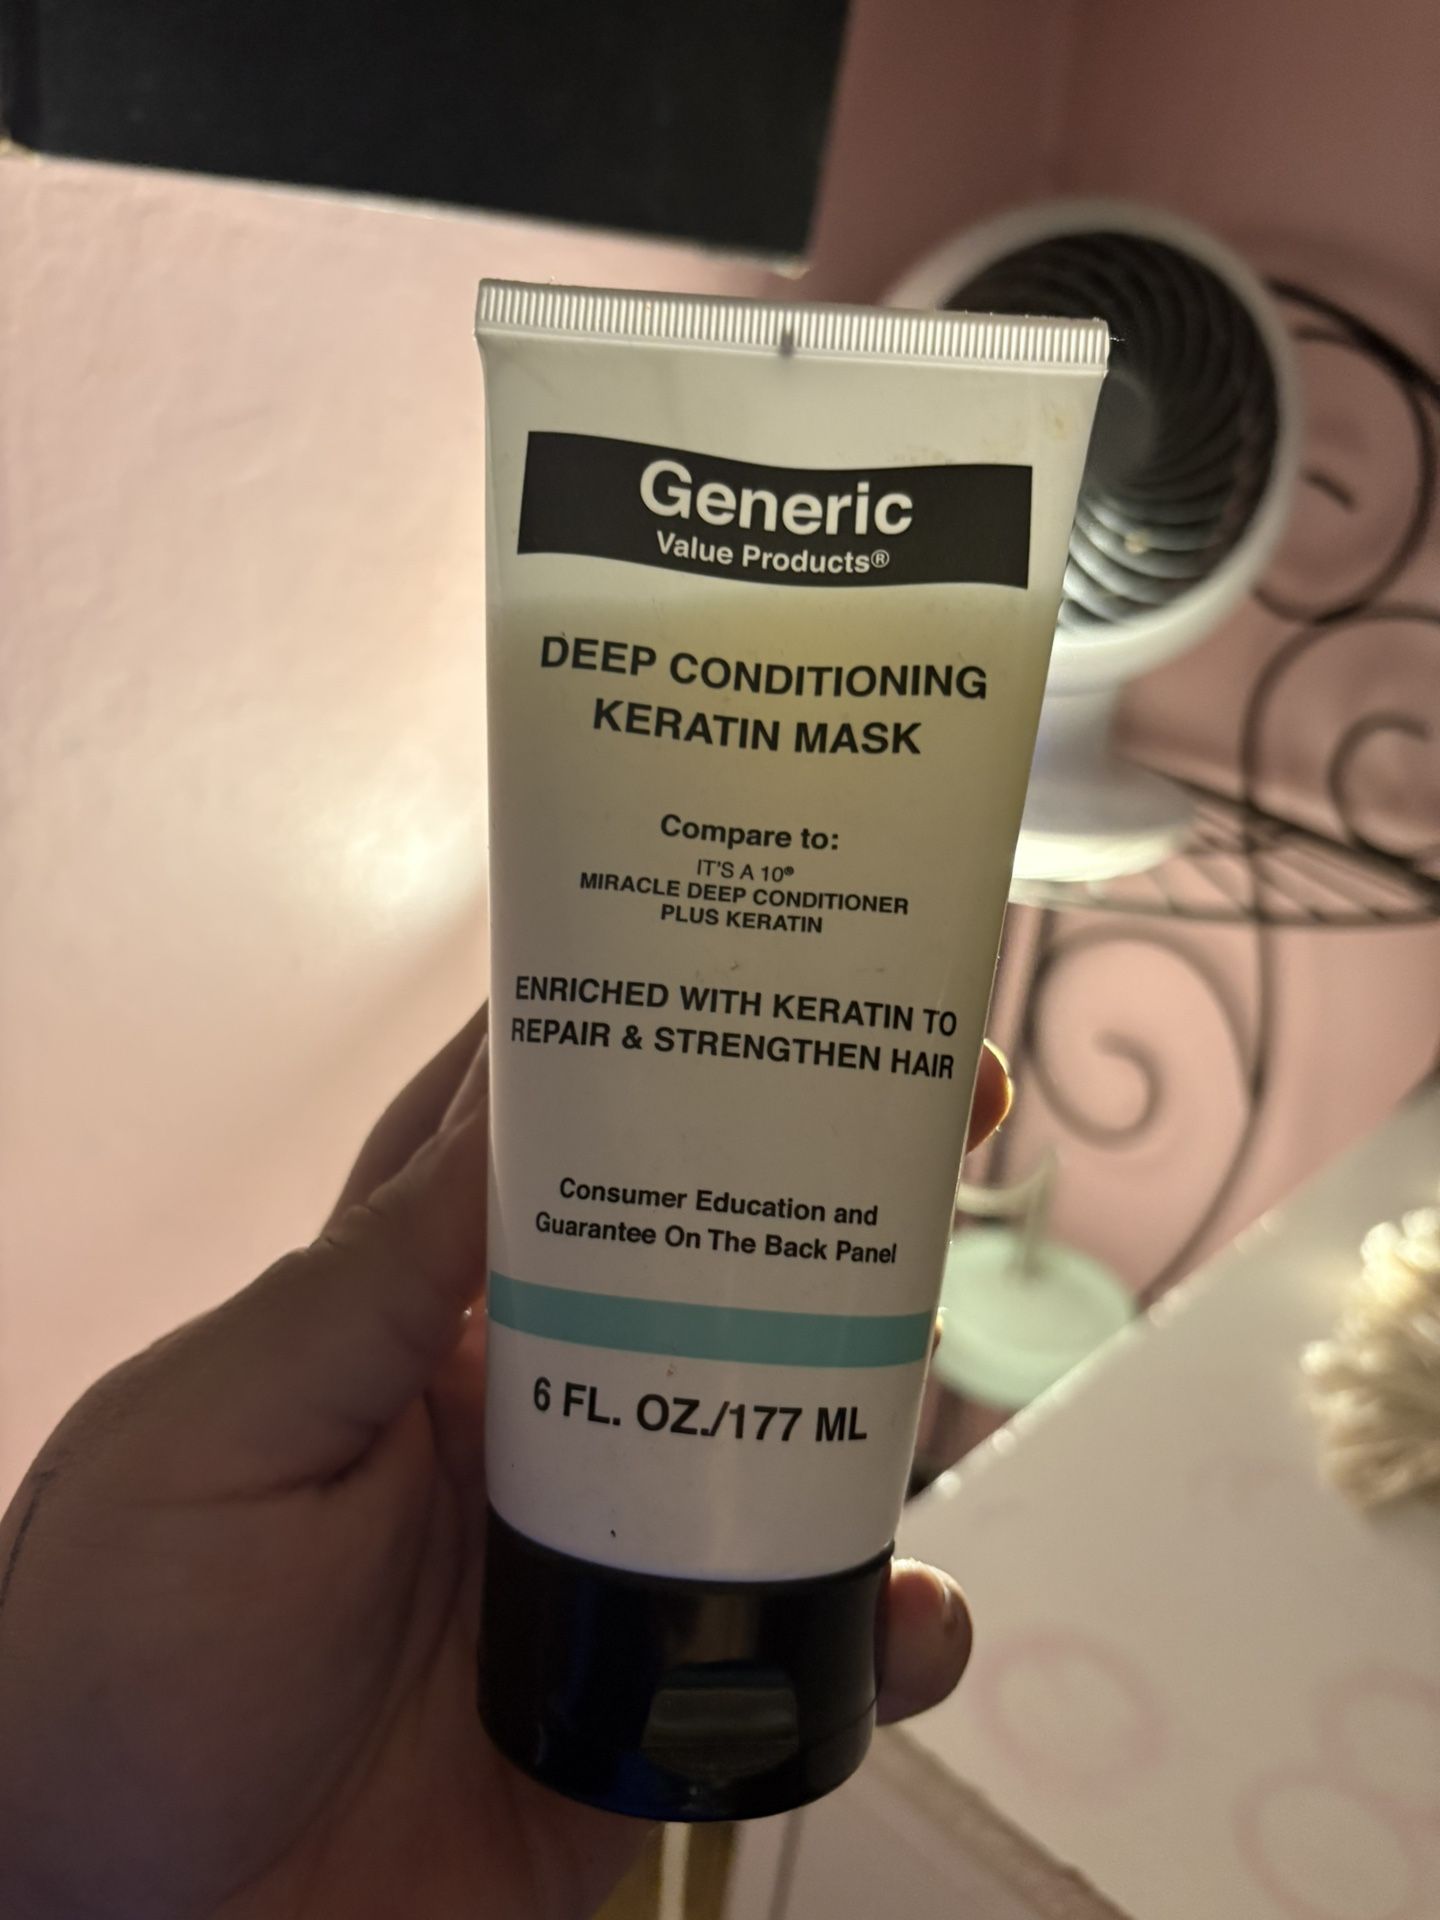 Generic
Value Products®
DEEP CONDITIONING
KERATIN MASK
Compare to:
IT'S A 10®
MIRACLE DEEP CONDITIONER
PLUS KERATIN
ENRICHED WITH KERATIN TO
REPAIR & STRENGTHEN HAIR
Consumer Education and
Guarantee On The Back Panel
6 FL. OZ./177 ML